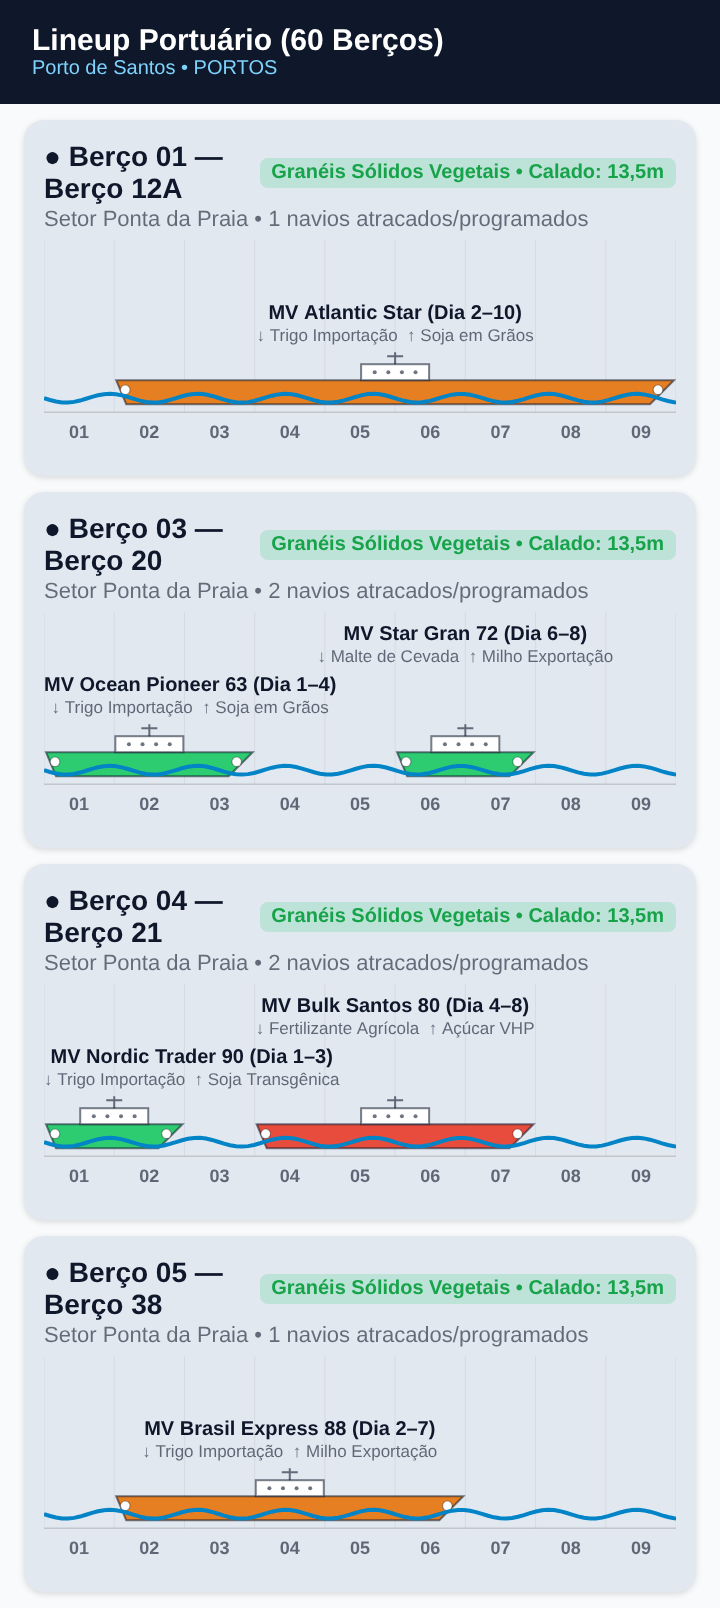 Lineup Portuário (60 Berços)
Porto de Santos • PORTOS
● Berço 01 —
Berço 12A
Granéis Sólidos Vegetais • Calado: 13,5m
Setor Ponta da Praia • 1 navios atracados/programados
MV Atlantic Star (Dia 2–10)
↓ Trigo Importação ↑ Soja em Grãos
01 02 03 04 05 06 07 08 09
● Berço 03 —
Berço 20
Granéis Sólidos Vegetais • Calado: 13,5m
Setor Ponta da Praia • 2 navios atracados/programados
MV Star Gran 72 (Dia 6–8)
↓ Malte de Cevada ↑ Milho Exportação
MV Ocean Pioneer 63 (Dia 1–4)
↓ Trigo Importação ↑ Soja em Grãos
01 02 03 04 05 06 07 08 09
● Berço 04 —
Berço 21
Granéis Sólidos Vegetais • Calado: 13,5m
Setor Ponta da Praia • 2 navios atracados/programados
MV Bulk Santos 80 (Dia 4–8)
↓ Fertilizante Agrícola ↑ Açúcar VHP
MV Nordic Trader 90 (Dia 1–3)
↓ Trigo Importação ↑ Soja Transgênica
01 02 03 04 05 06 07 08 09
● Berço 05 —
Berço 38
Granéis Sólidos Vegetais • Calado: 13,5m
Setor Ponta da Praia • 1 navios atracados/programados
MV Brasil Express 88 (Dia 2–7)
↓ Trigo Importação ↑ Milho Exportação
01 02 03 04 05 06 07 08 09